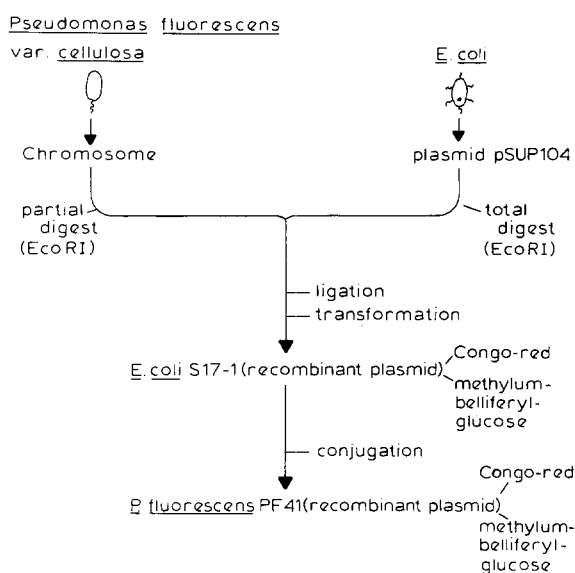 Pseudomonas fluorescens
var. cellulosa
E. coli
Chromosome
plasmid pSUP104
partial
digest
(EcoRI)
total
digest
(EcoRI)
ligation
transformation
E. coli S17-1(recombinant plasmid)
Congo-red
methylum-
belliferyl-
glucose
conjugation
P. fluorescens PF41(recombinant plasmid)
Congo-red
methylum-
belliferyl-
glucose